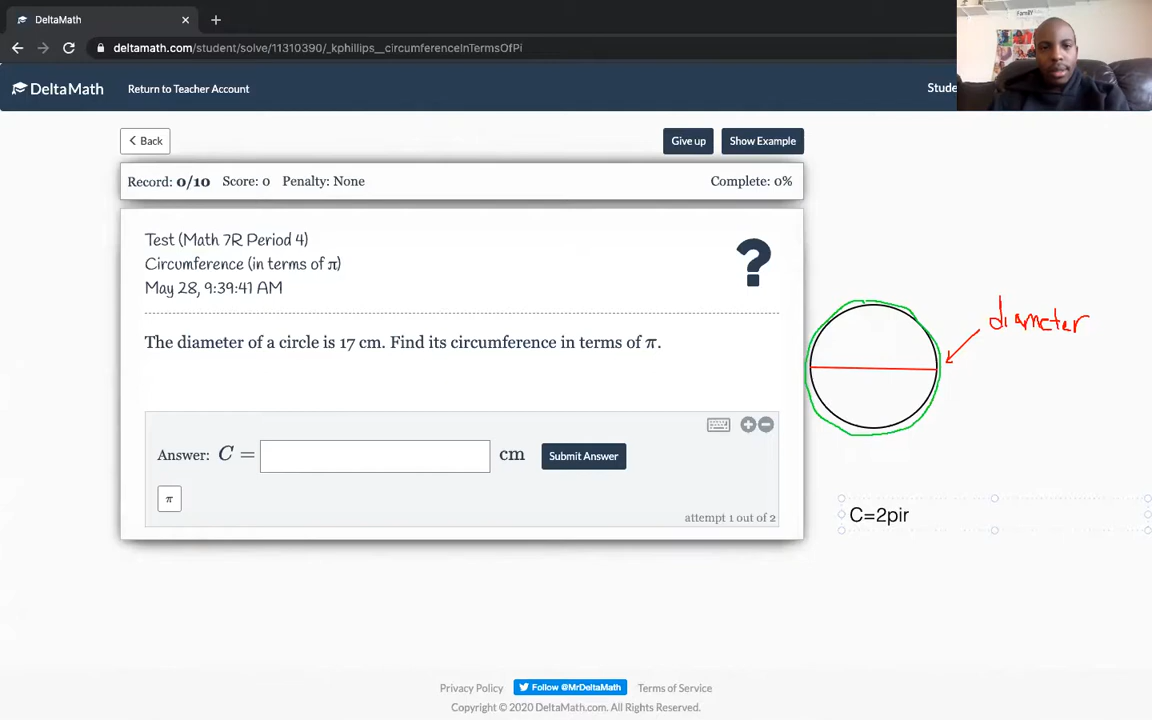 DeltaMath
deltamath.com/student/solve/11310390/_kphillips__circumferenceInTermsOfPi
DeltaMath
Return to Teacher Account
Stude
Back
Give up
Show Example
Record: 0/10 Score: 0 Penalty: None
Complete: 0%
Test (Math 7R Period 4)
Circumference (in terms of π)
May 28, 9:39:41 AM
?
The diameter of a circle is 17 cm. Find its circumference in terms of π.
diameter
Answer: C = cm
Submit Answer
π
attempt 1 out of 2
C=2pir
Privacy Policy
Follow @MrDeltaMath
Terms of Service
Copyright © 2020 DeltaMath.com. All Rights Reserved.